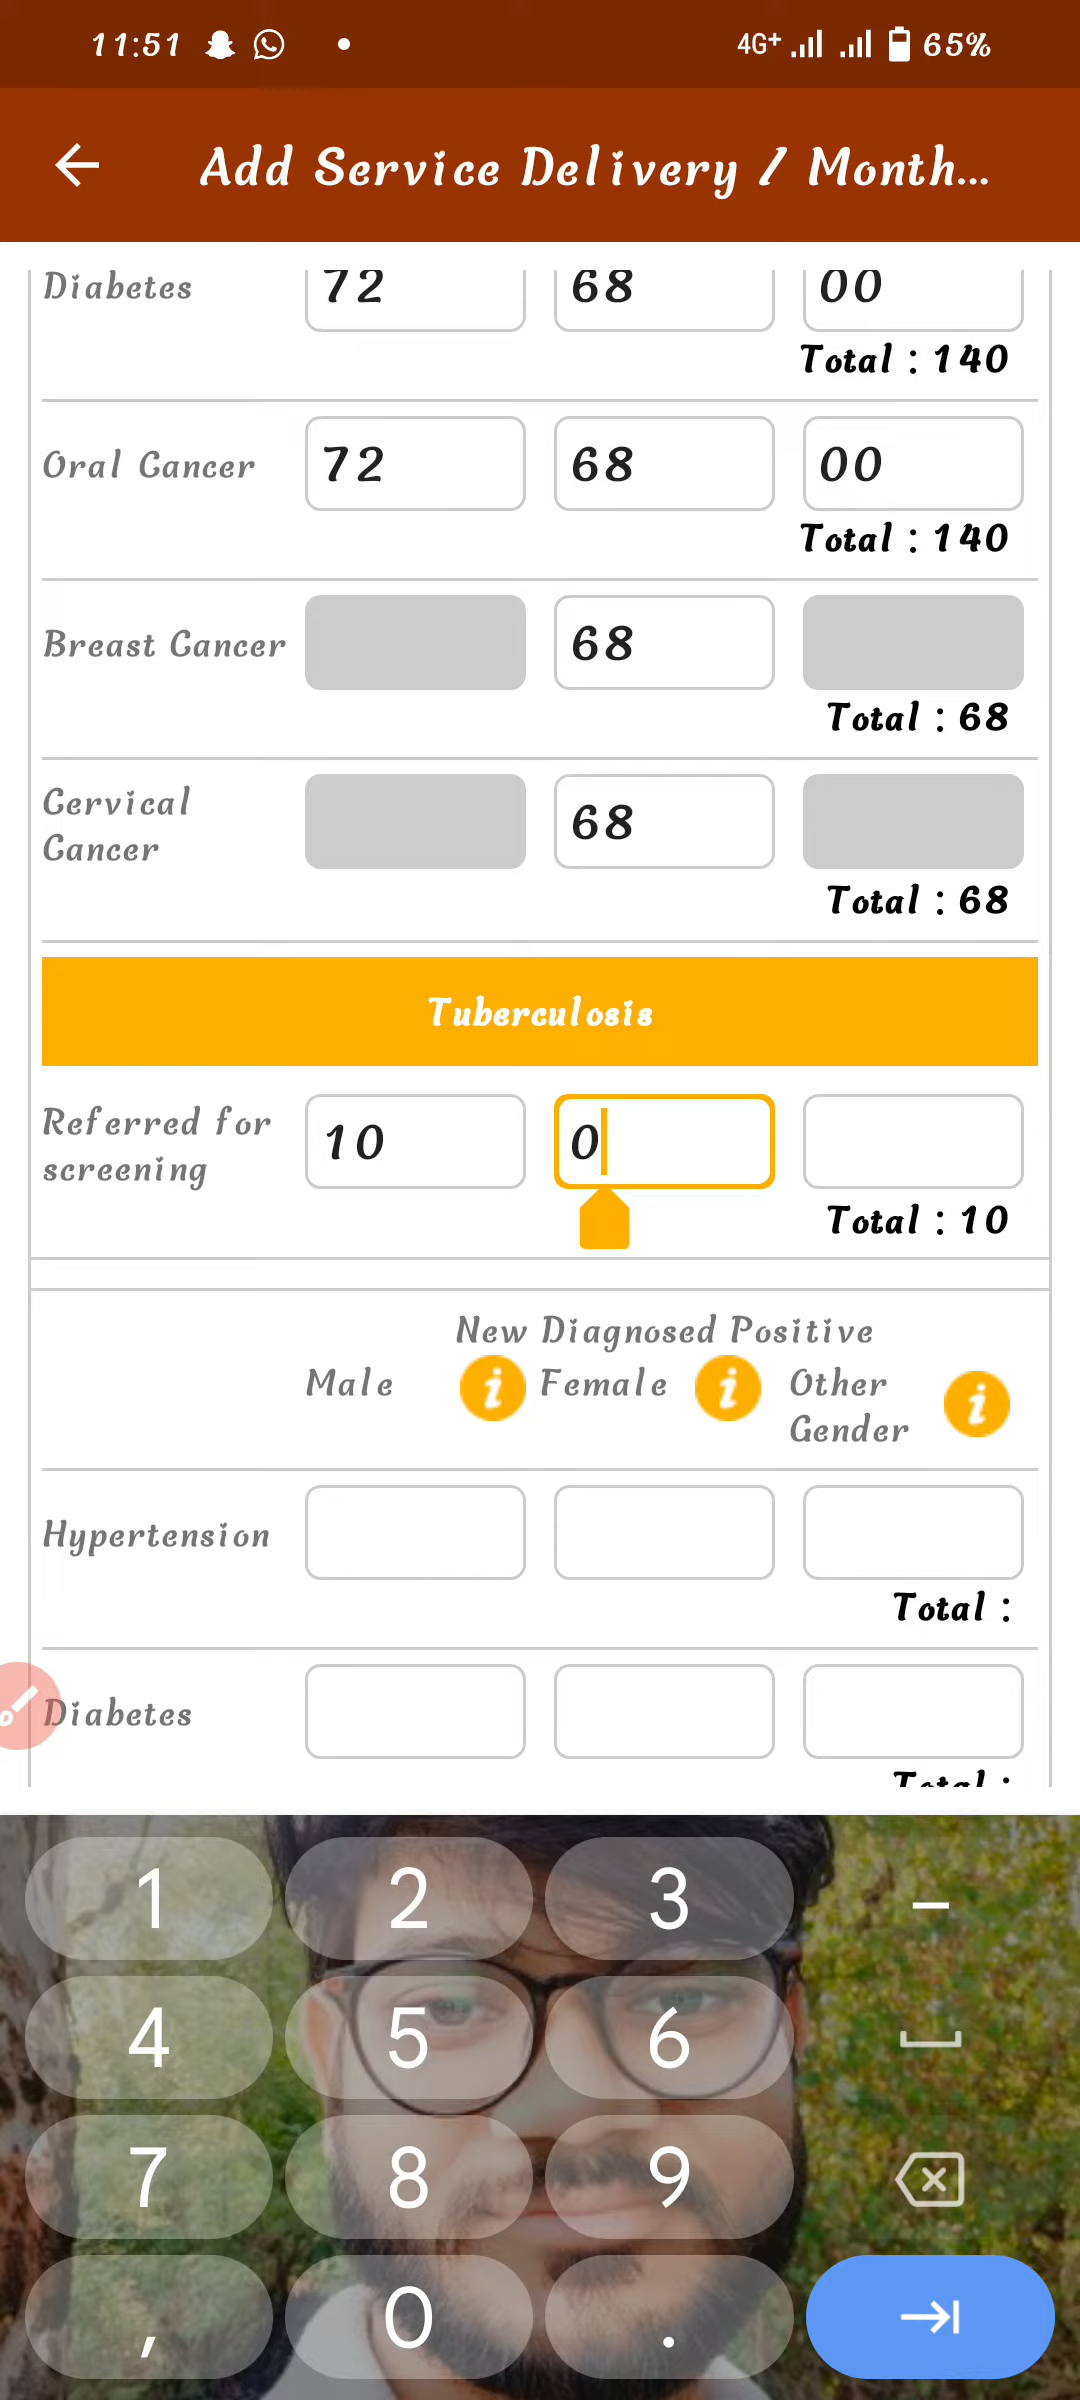 11:51 4G+ 65%
Add Service Delivery / Month...
Diabetes 72 68 00
Total : 140
Oral Cancer 72 68 00
Total : 140
Breast Cancer 68
Total : 68
Cervical Cancer 68
Total : 68
Tuberculosis
Referred for screening 10 0
Total : 10
New Diagnosed Positive
Male i Female i Other Gender i
Hypertension
Total :
Diabetes
Total :
1 2 3 -
4 5 6
7 8 9
, 0 .